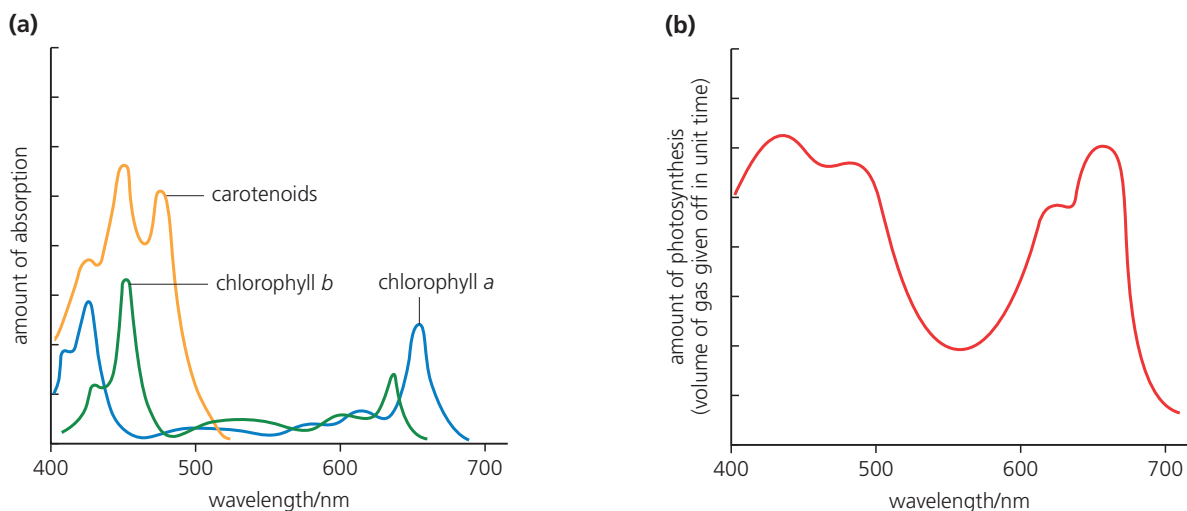 (a)
amount of absorption
carotenoids
chlorophyll b
chlorophyll a
400
500
600
700
wavelength/nm
(b)
amount of photosynthesis
(volume of gas given off in unit time)
400
500
600
700
wavelength/nm